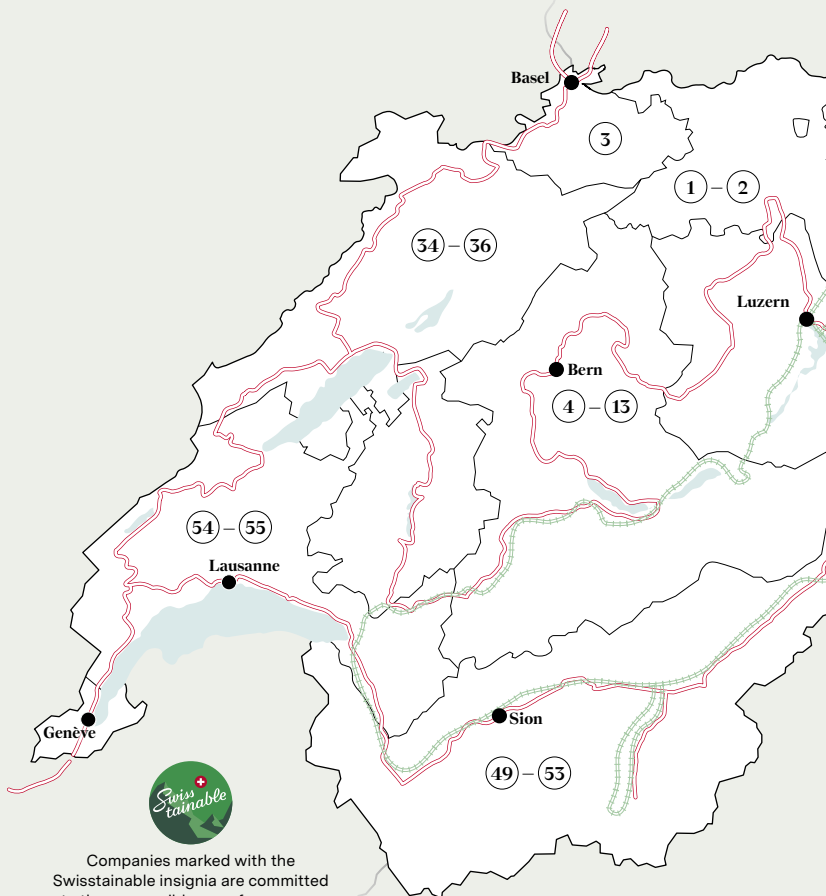 Basel
3
1 – 2
34 – 36
Luzern
Bern
4 – 13
54 – 55
Lausanne
Sion
Genève
49 – 53
Swiss
tainable
Companies marked with the
Swisstainable insignia are committed